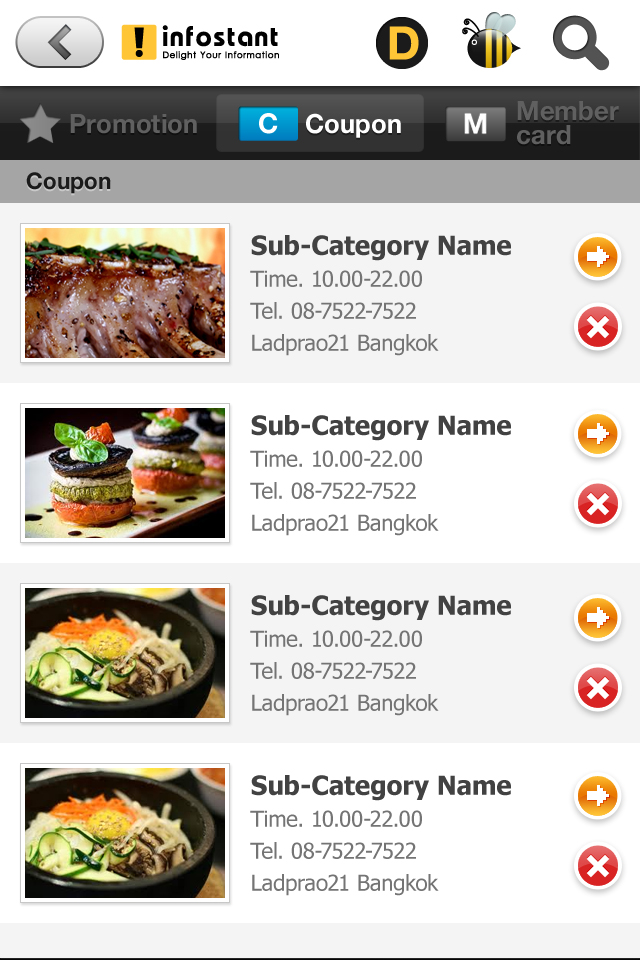 infostant
Delight Your Information
D
Promotion
C Coupon
M Member
card
Coupon
Sub-Category Name
Time. 10.00-22.00
Tel. 08-7522-7522
Ladprao21 Bangkok
Sub-Category Name
Time. 10.00-22.00
Tel. 08-7522-7522
Ladprao21 Bangkok
Sub-Category Name
Time. 10.00-22.00
Tel. 08-7522-7522
Ladprao21 Bangkok
Sub-Category Name
Time. 10.00-22.00
Tel. 08-7522-7522
Ladprao21 Bangkok